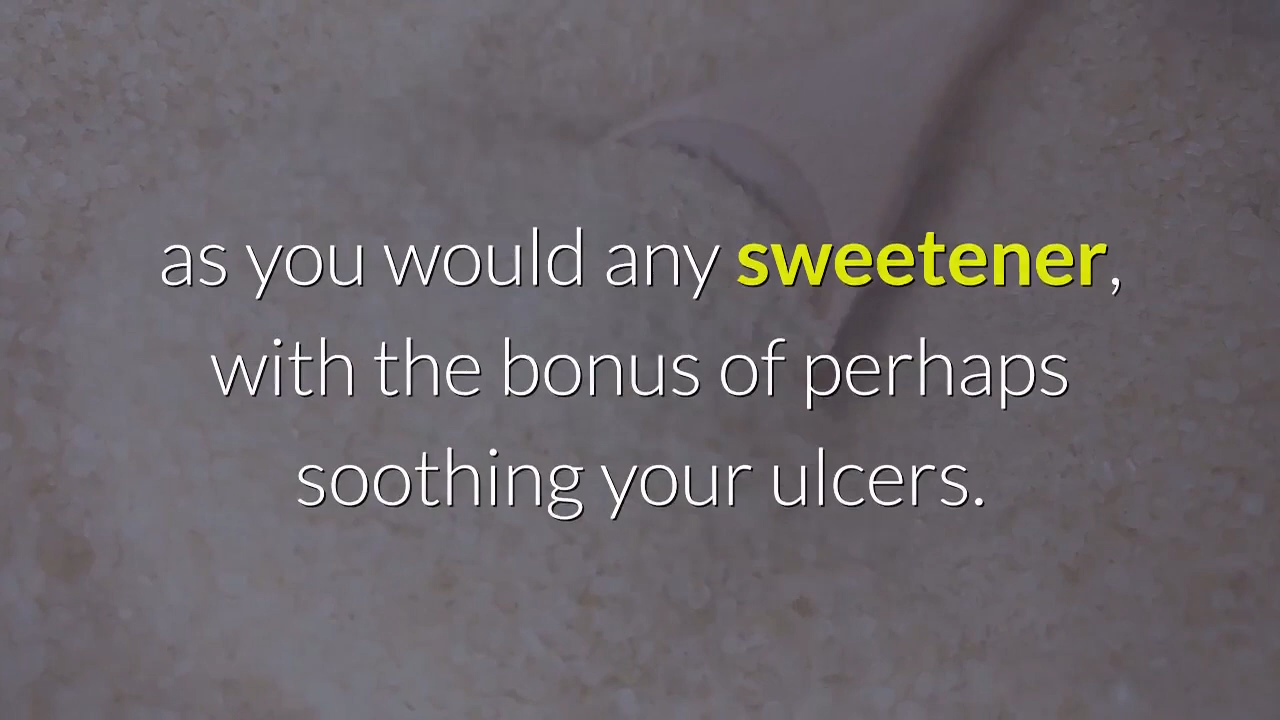 as you would any sweetener,
with the bonus of perhaps
soothing your ulcers.